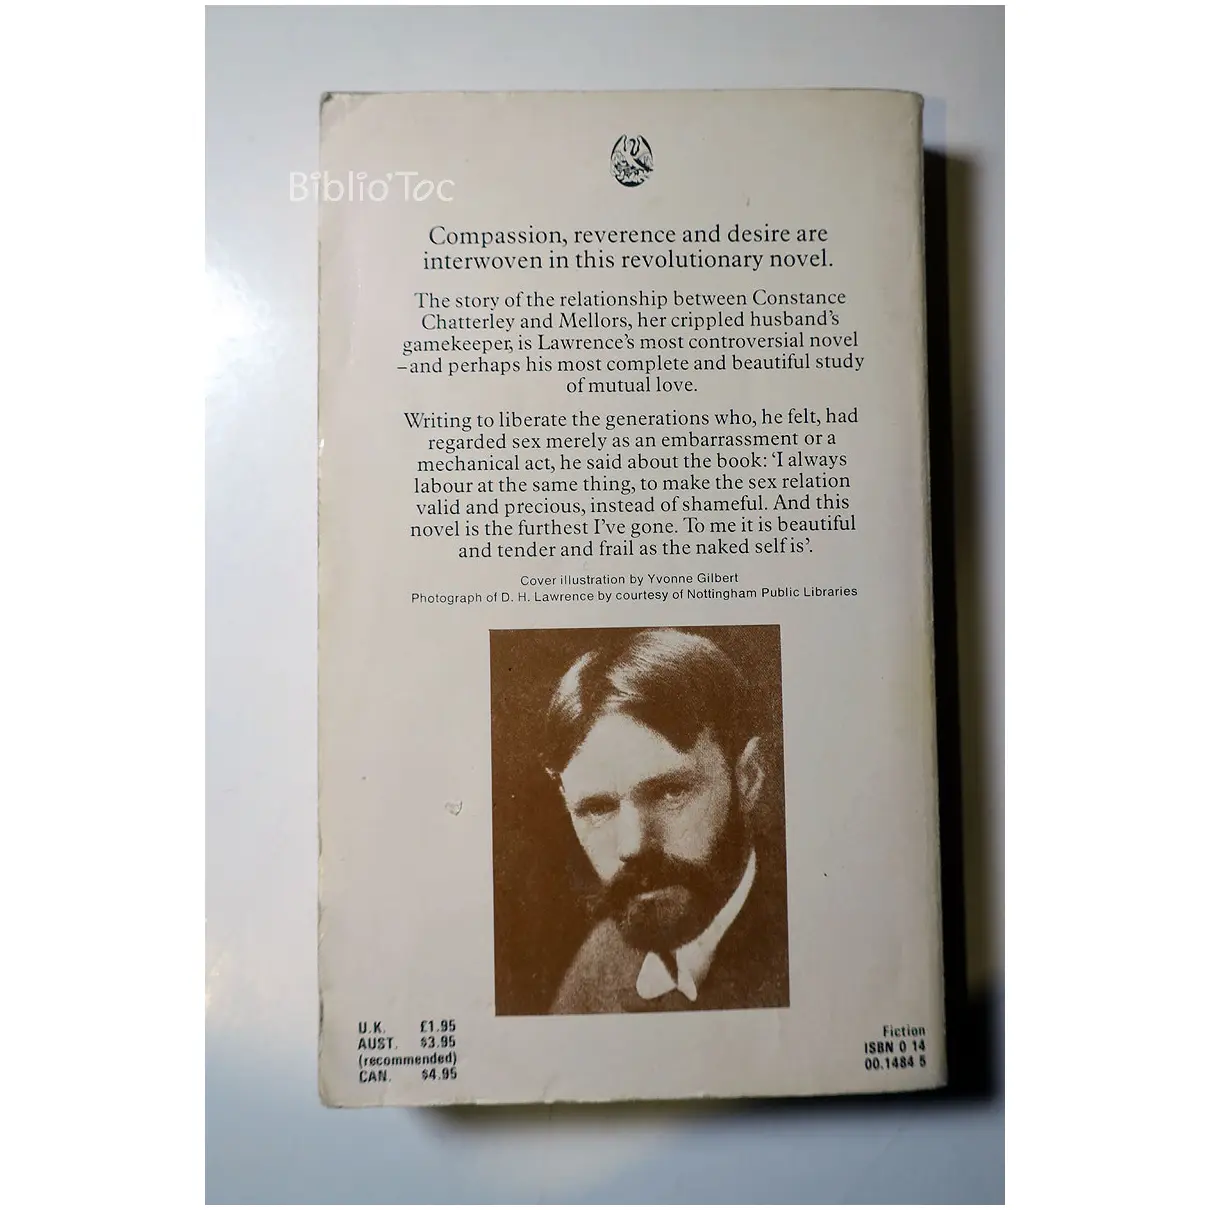 Biblio'Toc
Compassion, reverence and desire are
interwoven in this revolutionary novel.
The story of the relationship between Constance
Chatterley and Mellors, her crippled husband's
gamekeeper, is Lawrence's most controversial novel
–and perhaps his most complete and beautiful study
of mutual love.
Writing to liberate the generations who, he felt, had
regarded sex merely as an embarrassment or a
mechanical act, he said about the book: ‘I always
labour at the same thing, to make the sex relation
valid and precious, instead of shameful. And this
novel is the furthest I've gone. To me it is beautiful
and tender and frail as the naked self is’.
Cover illustration by Yvonne Gilbert
Photograph of D. H. Lawrence by courtesy of Nottingham Public Libraries
U.K. £1.95
AUST. $3.95
(recommended)
CAN. $4.95
Fiction
ISBN 0 14
00.1484 5